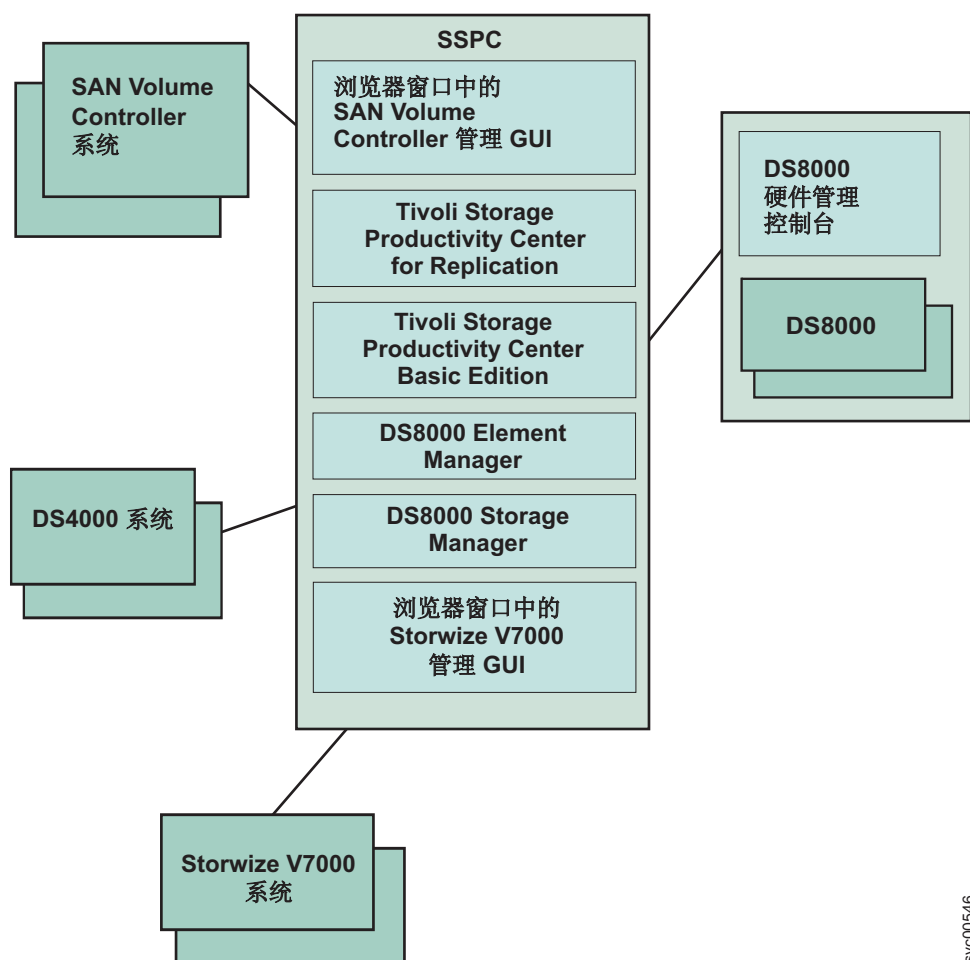 SSPC
SAN Volume
Controller
系统
浏览器窗口中的
SAN Volume
Controller 管理 GUI
Tivoli Storage
Productivity Center
for Replication
Tivoli Storage
Productivity Center
Basic Edition
DS8000 Element
Manager
DS8000 Storage
Manager
浏览器窗口中的
Storwize V7000
管理 GUI
DS8000
硬件管理
控制台
DS8000
DS4000 系统
Storwize V7000
系统
svc00546